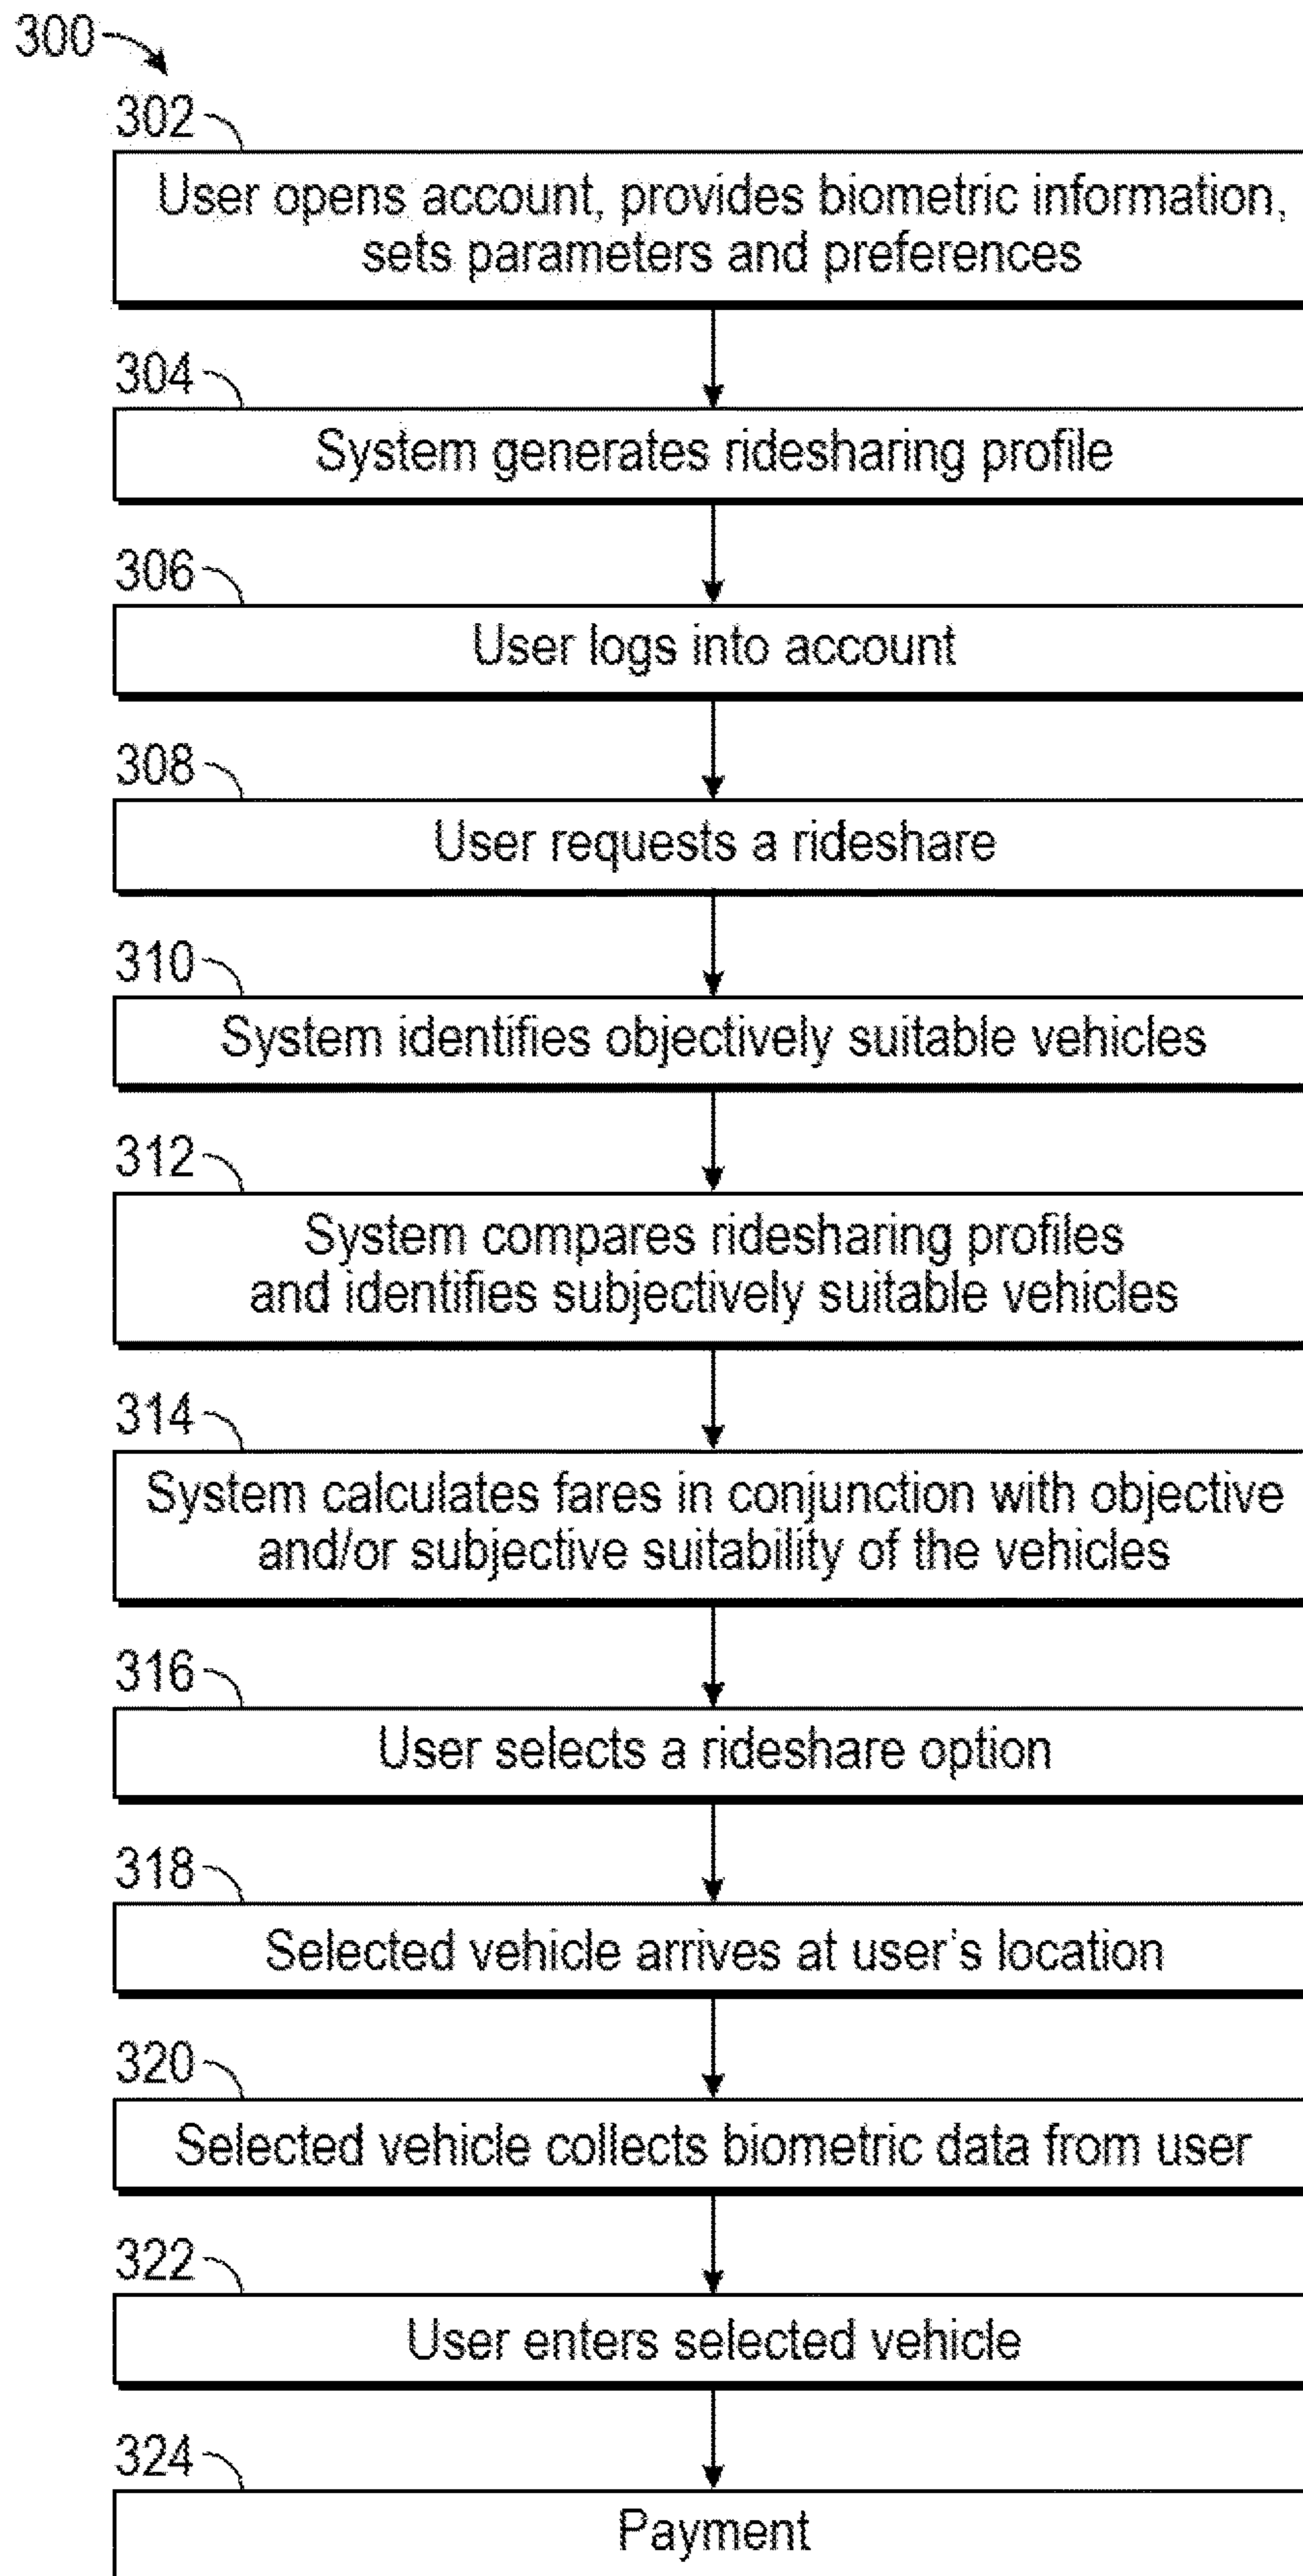 300
302
User opens account, provides biometric information,
sets parameters and preferences
304
System generates ridesharing profile
306
User logs into account
308
User requests a rideshare
310
System identifies objectively suitable vehicles
312
System compares ridesharing profiles
and identifies subjectively suitable vehicles
314
System calculates fares in conjunction with objective
and/or subjective suitability of the vehicles
316
User selects a rideshare option
318
Selected vehicle arrives at user's location
320
Selected vehicle collects biometric data from user
322
User enters selected vehicle
324
Payment